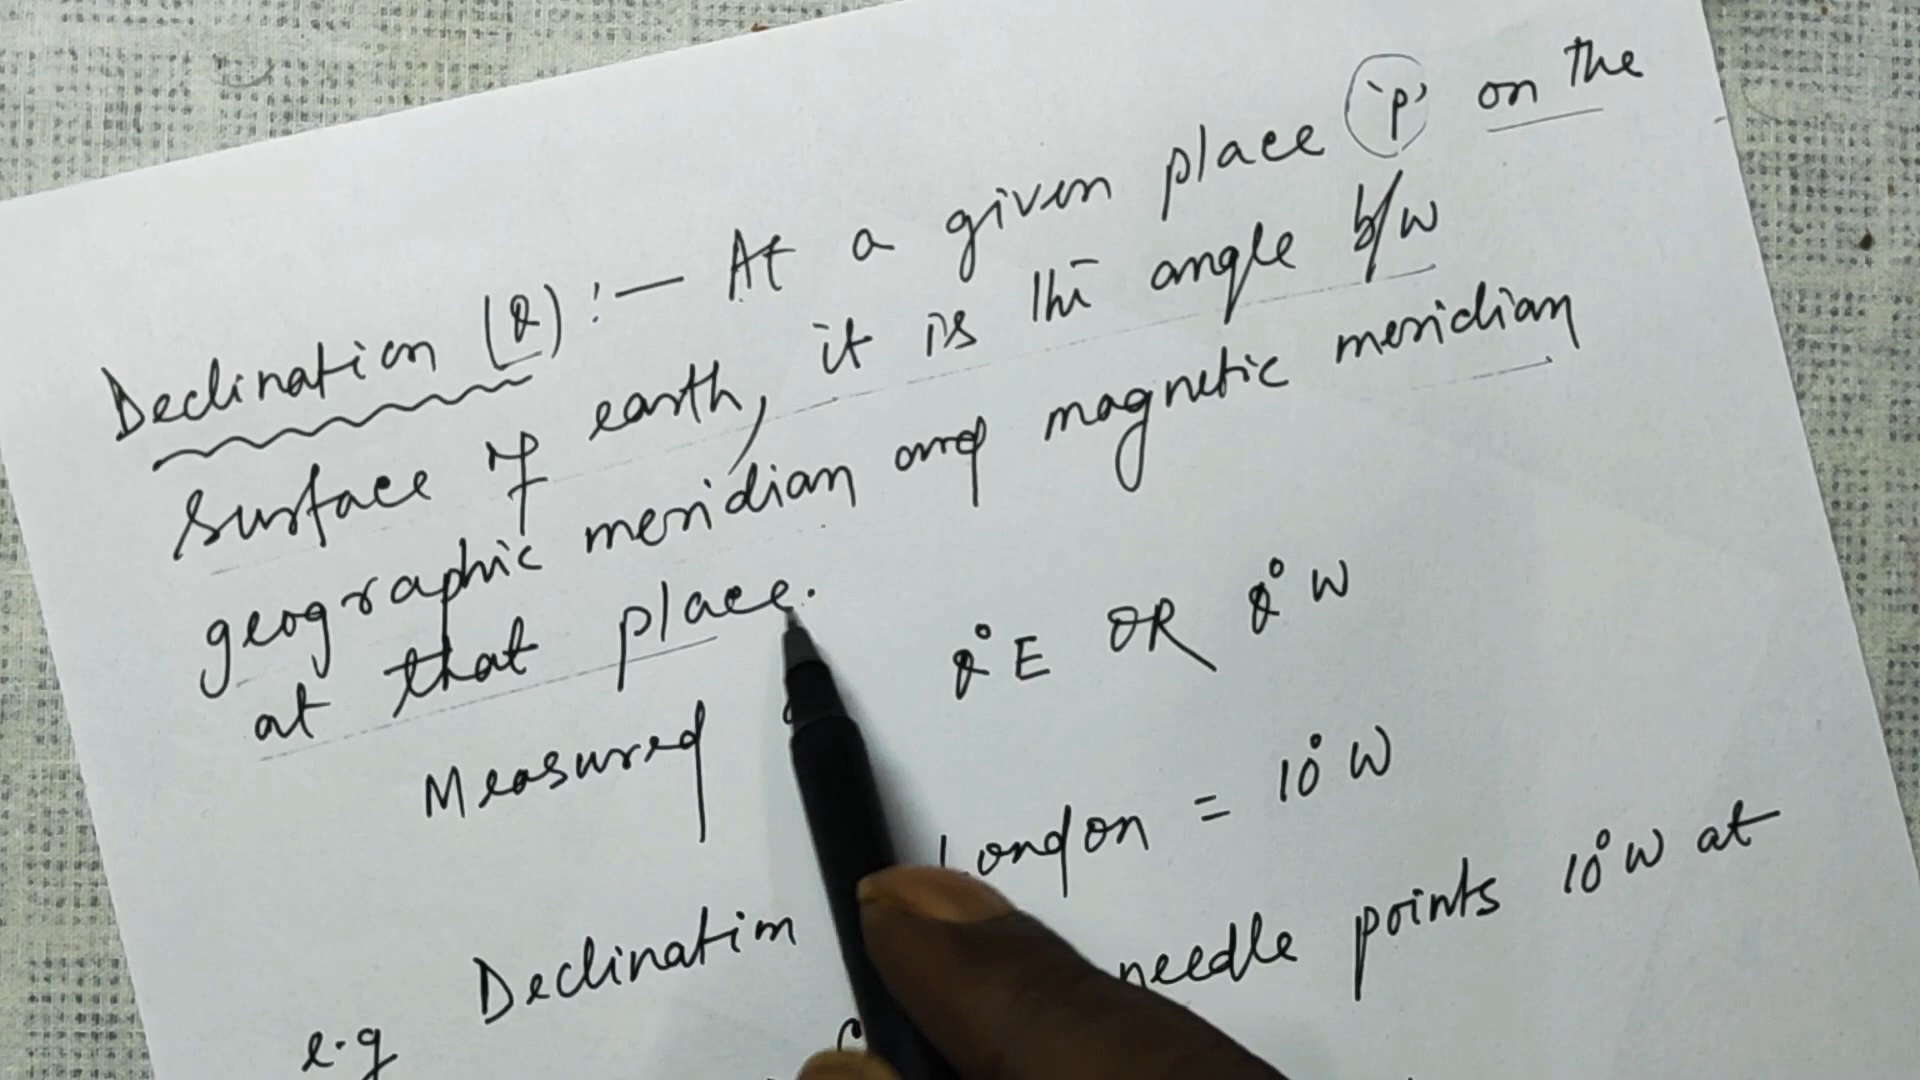 Declination (θ) :— At a given place 'P' on the
surface of earth, it is the angle b/w
geographic meridian and magnetic meridian
at that place.
Measured θ°E OR θ°W
e.g Declination London = 10°W
needle points 10°W at